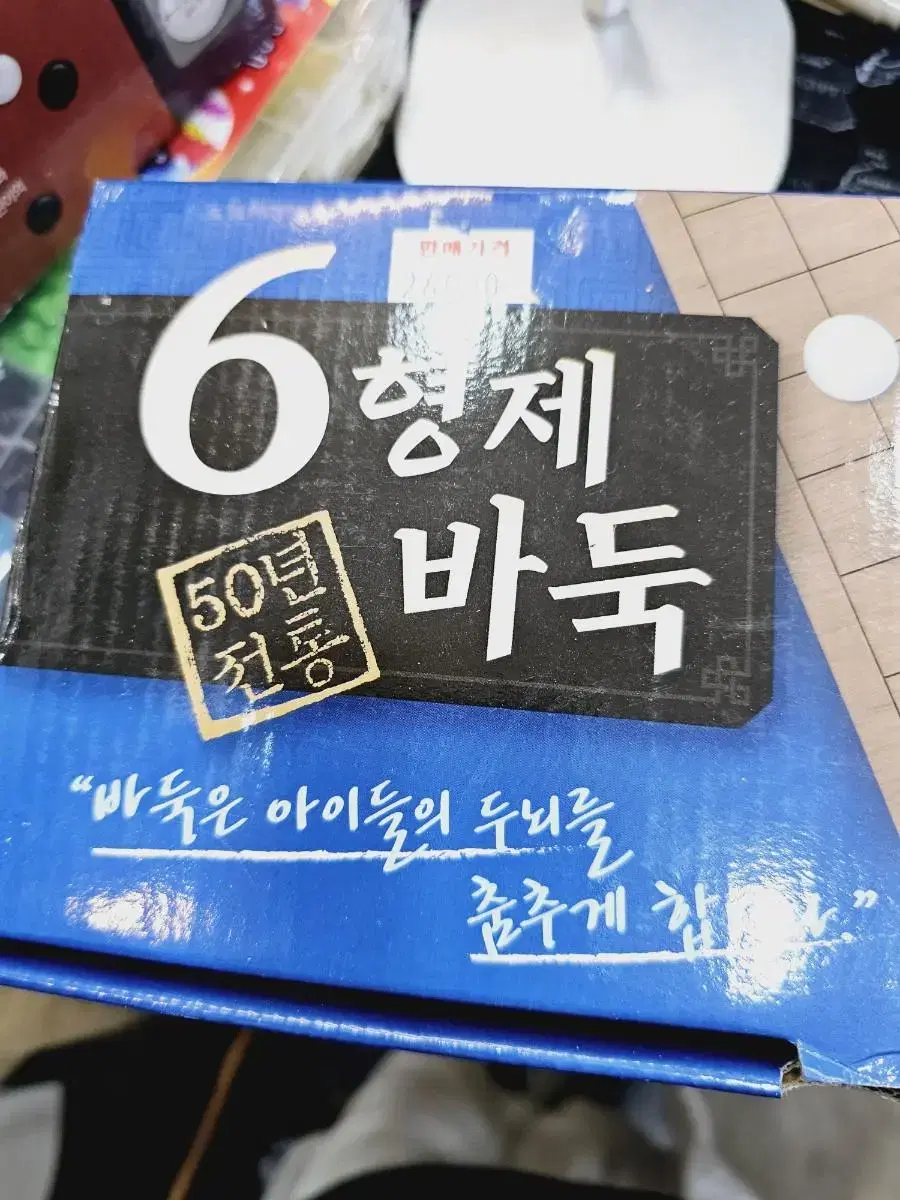 판매가격
6형제
바둑
50년
전통
"바둑은 아이들의 두뇌를
춤추게